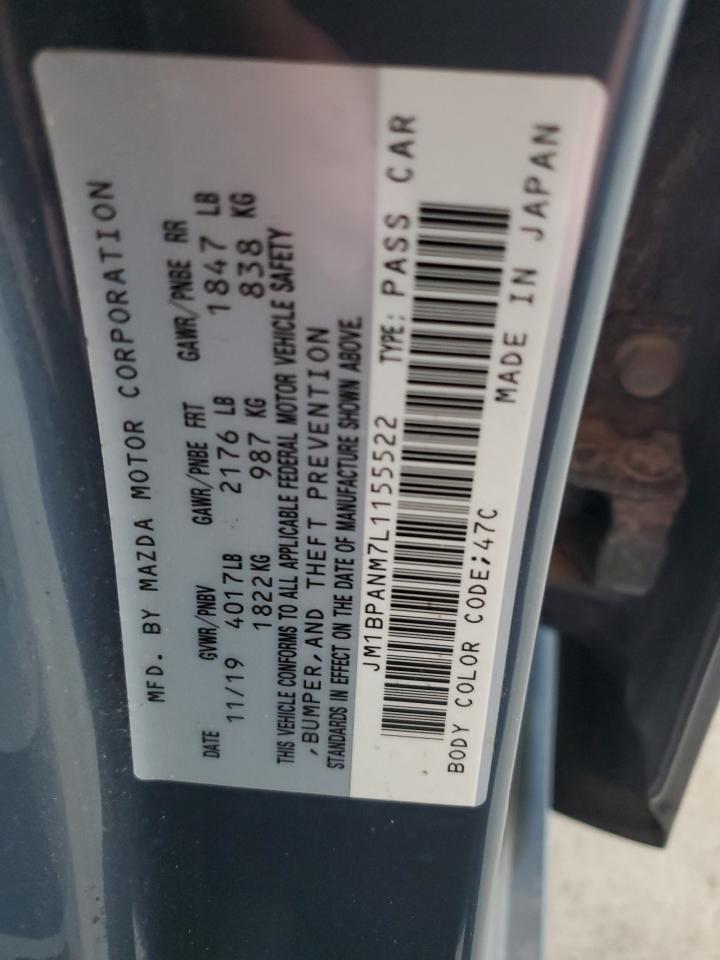 MFD. BY MAZDA MOTOR CORPORATION
GVWR/PNBV GAWR/PNBE FRT GAWR/PNBE RR
DATE 11/19 4017LB 2176 LB 1847 LB
1822KG 987 KG 838 KG
THIS VEHICLE CONFORMS TO ALL APPLICABLE FEDERAL MOTOR VEHICLE SAFETY
,BUMPER,AND THEFT PREVENTION
STANDARDS IN EFFECT ON THE DATE OF MANUFACTURE SHOWN ABOVE.
JM1BPANM7L1155522 TYPE: PASS CAR
BODY COLOR CODE;47C MADE IN JAPAN